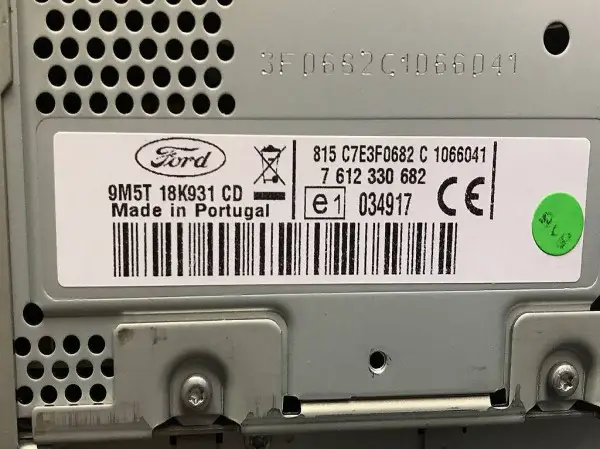 3F0682C1066041
Ford
9M5T 18K931 CD
Made in Portugal
815 C7E3F0682 C 1066041
7 612 330 682
e1 034917 CE